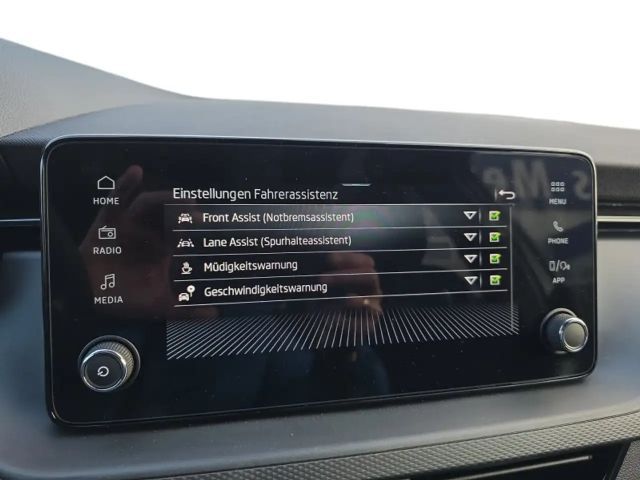 Einstellungen Fahrerassistenz
HOME
RADIO
MEDIA
Front Assist (Notbremsassistent)
Lane Assist (Spurhalteassistent)
Müdigkeitswarnung
Geschwindigkeitswarnung
MENU
PHONE
APP